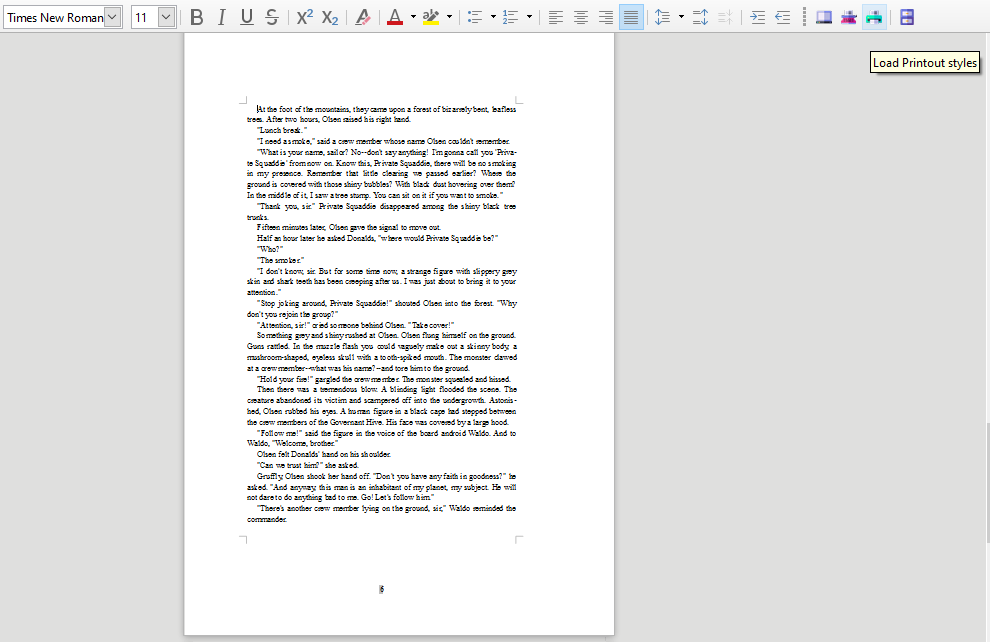 Times New Roman 11 B I U S X² X₂ A A
Load Printout styles
At the foot of the mountains, they came upon a forest of bizarrely bent, leafless
trees. After two hours, Olsen raised his right hand.
"Lunch break."
"I need a smoke," said a crew member whose name Olsen couldn't remember.
"What is your name, sailor? No--don't say anything! I'm gonna call you 'Priva-
te Squaddie' from now on. Know this, Private Squaddie, there will be no smoking
in my presence. Remember that little clearing we passed earlier? Where the
ground is covered with those shiny bubbles? With black dust hovering over them?
In the middle of it, I saw a tree stump. You can sit on it if you want to smoke."
"Thank you, sir." Private Squaddie disappeared among the shiny black tree
trunks.
Fifteen minutes later, Olsen gave the signal to move out.
Half an hour later he asked Donalds, "where would Private Squaddie be?"
"Who?"
"The smoker."
"I don't know, sir. But for some time now, a strange figure with slippery grey
skin and shark teeth has been creeping after us. I was just about to bring it to your
attention."
"Stop joking around, Private Squaddie!" shouted Olsen into the forest. "Why
don't you rejoin the group?"
"Attention, sir!" cried someone behind Olsen. "Take cover!"
Something grey and shiny rushed at Olsen. Olsen flung himself on the ground.
Guns rattled. In the muzzle flash you could vaguely make out a skinny body, a
mushroom-shaped, eyeless skull with a tooth-spiked mouth. The monster clawed
at a crew member--what was his name?--and tore him to the ground.
"Hold your fire!" gargled the crew member. The monster squealed and hissed.
Then there was a tremendous blow. A blinding light flooded the scene. The
creature abandoned its victim and scampered off into the undergrowth. Astonis-
hed, Olsen rubbed his eyes. A human figure in a black cape had stepped between
the crew members of the Governant Hive. His face was covered by a large hood.
"Follow me!" said the figure in the voice of the board android Waldo. And to
Waldo, "Welcome, brother."
Olsen felt Donalds' hand on his shoulder.
"Can we trust him?" she asked.
Gruffly, Olsen shook her hand off. "Don't you have any faith in goodness?" he
asked. "And anyway, this man is an inhabitant of my planet, my subject. He will
not dare to do anything bad to me. Go! Let's follow him."
"There's another crew member lying on the ground, sir," Waldo reminded the
commander.
6